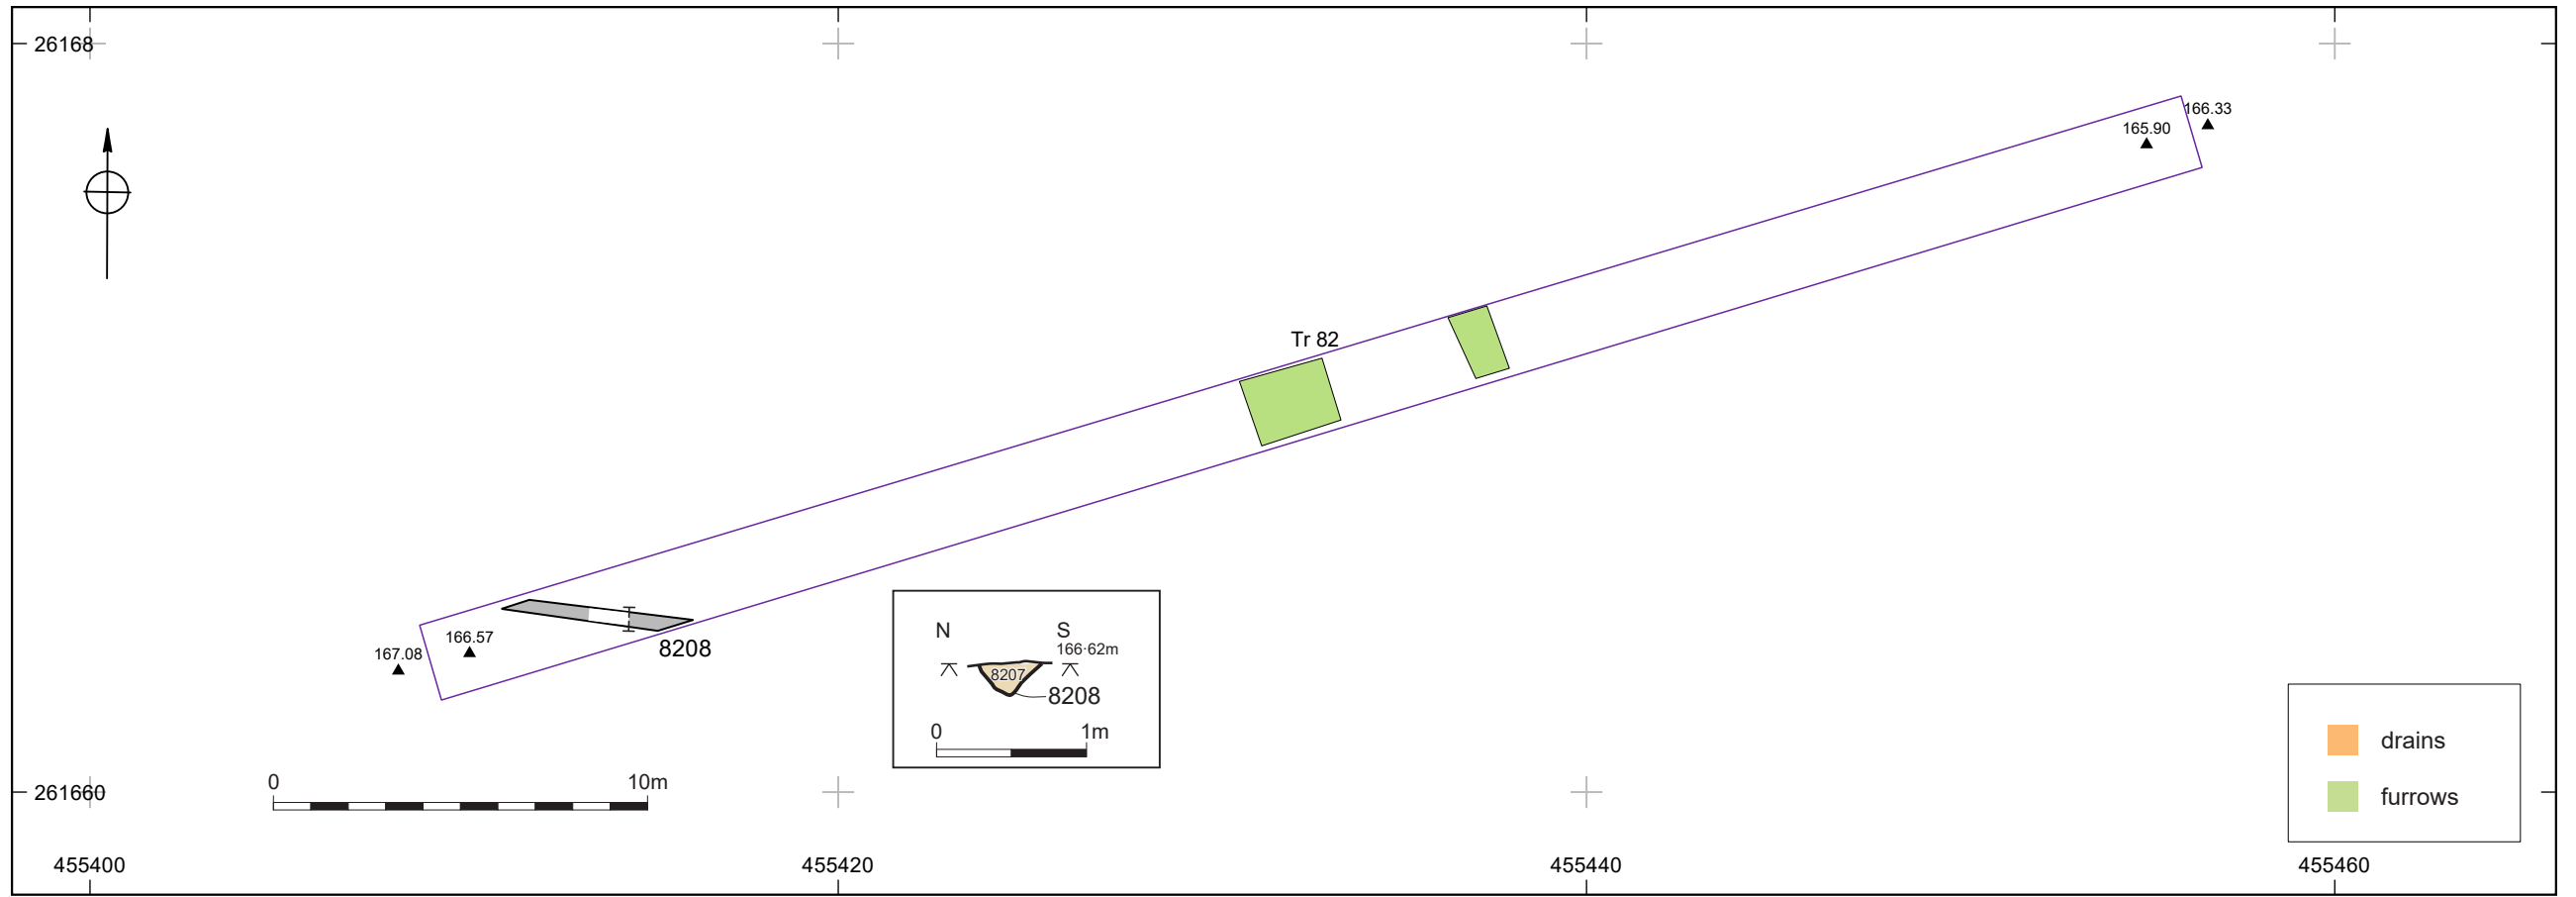 26168
166.33
165.90
Tr 82
166.57
167.08
8208
N S
166·62m
8207
8208
0 1m
0 10m
261660
drains
furrows
455400 455420 455440 455460